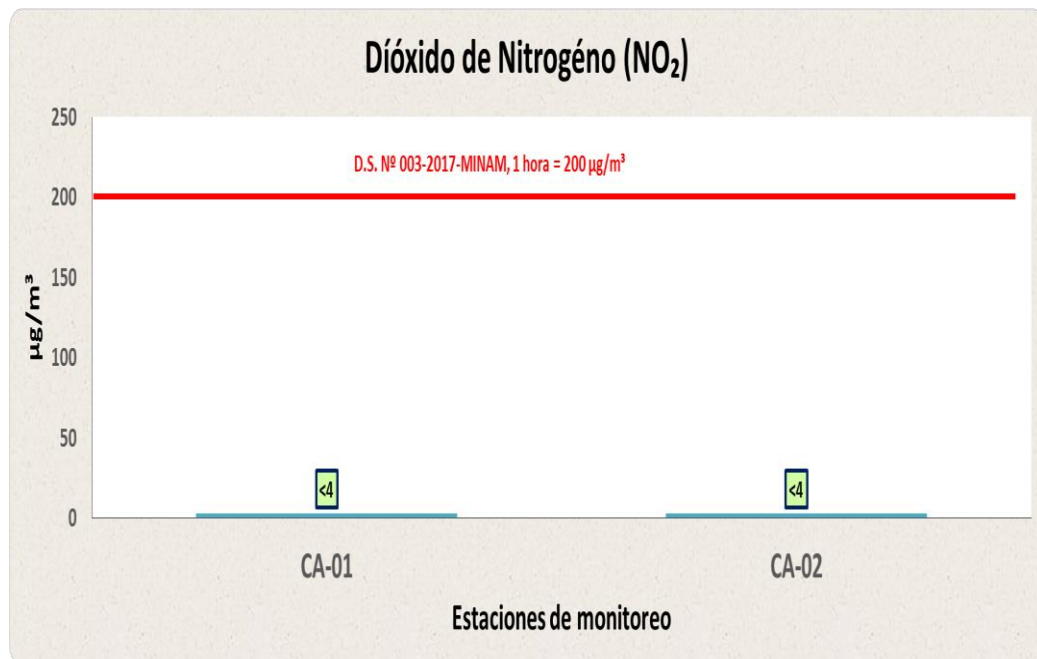 Díóxido de Nitrogéno (NO₂)
250
D.S. Nº 003-2017-MINAM, 1 hora = 200 µg/m³
200
150
µg/m³
100
50
<4
<4
0
CA-01
CA-02
Estaciones de monitoreo